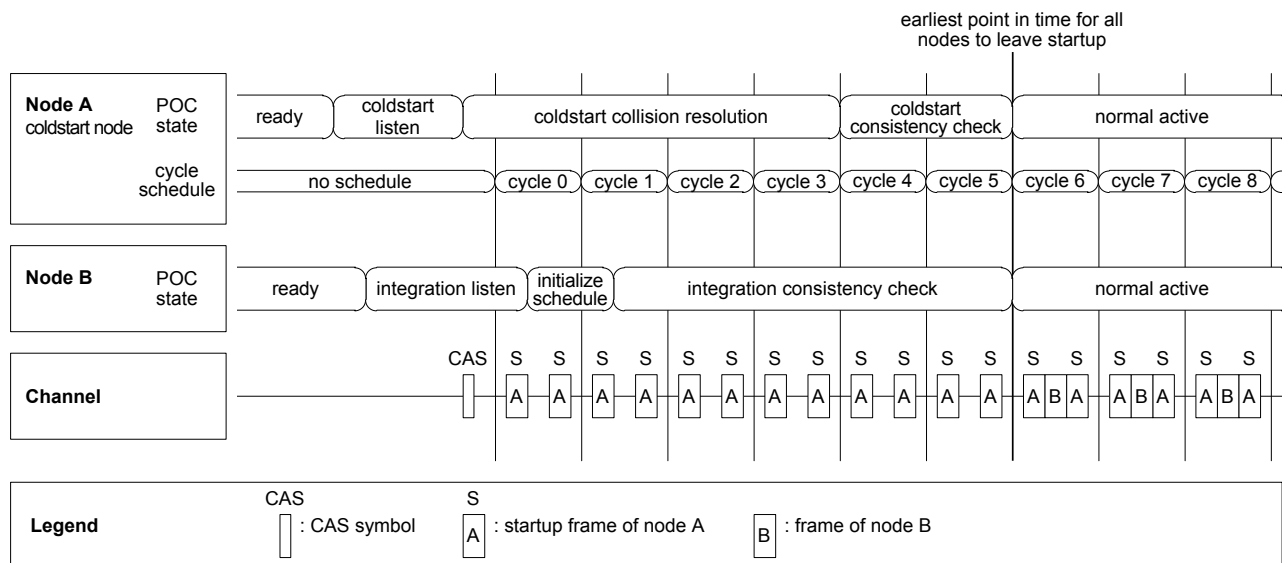 earliest point in time for all
nodes to leave startup
Node A POC
coldstart node state
ready
coldstart
listen
coldstart collision resolution
coldstart
consistency check
normal active
cycle
schedule
no schedule cycle 0 cycle 1 cycle 2 cycle 3 cycle 4 cycle 5 cycle 6 cycle 7 cycle 8
Node B POC
state
ready integration listen
initialize
schedule
integration consistency check normal active
CAS S S S S S S S S S S S S S S S S S S
Channel A A A A A A A A A A A A A B A A B A A B A
CAS S
Legend : CAS symbol A : startup frame of node A B : frame of node B